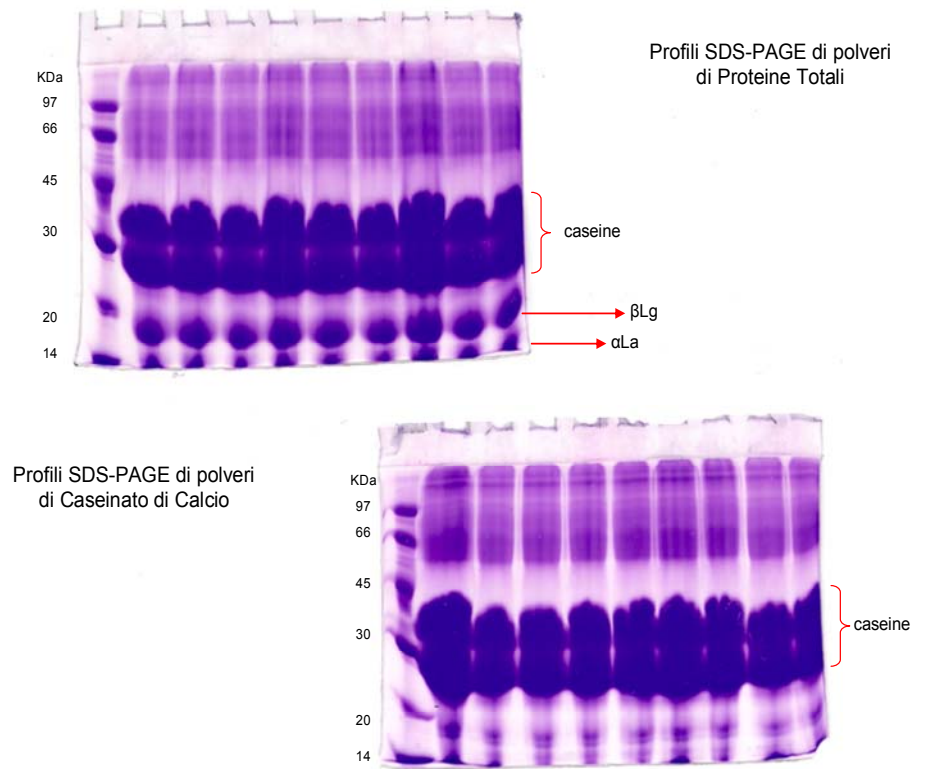 Profili SDS-PAGE di polveri
di Proteine Totali
KDa
97
66
45
30
20
14
caseine
βLg
αLa
Profili SDS-PAGE di polveri
di Caseinato di Calcio
KDa
97
66
45
30
20
14
caseine